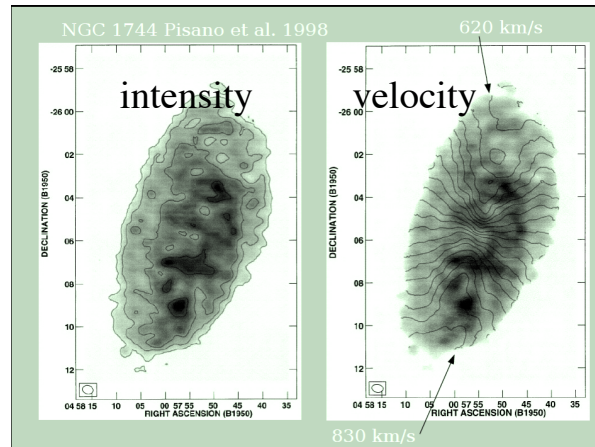 NGC 1744 Pisano et al. 1998
620 km/s
intensity
velocity
-25 58
-26 00
02
04
06
08
10
12
DECLINATION (B1950)
04 58 15
10
05
00 57 55
50
45
40
35
RIGHT ASCENSION (B1950)
-25 58
-26 00
02
04
06
08
10
12
DECLINATION (B1950)
04 58 15
10
05
00 57 55
50
45
40
35
RIGHT ASCENSION (B1950)
830 km/s